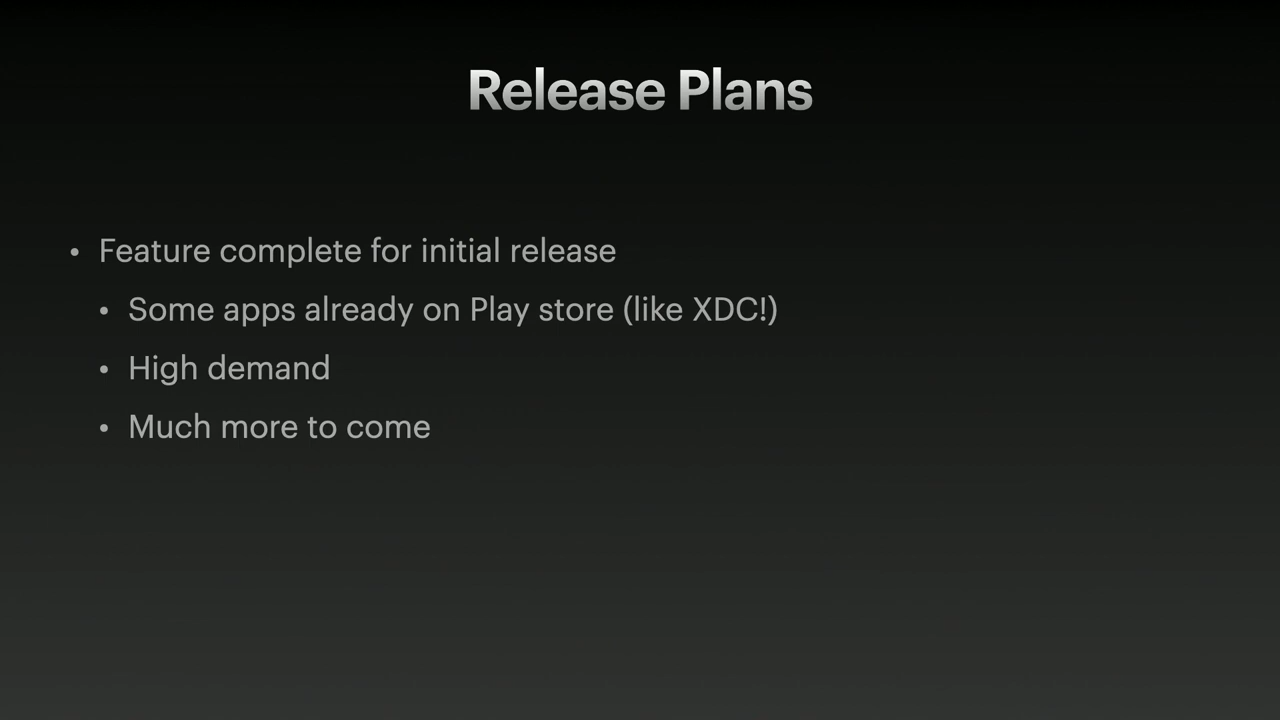 Release Plans
• Feature complete for initial release
• Some apps already on Play store (like XDC!)
• High demand
• Much more to come